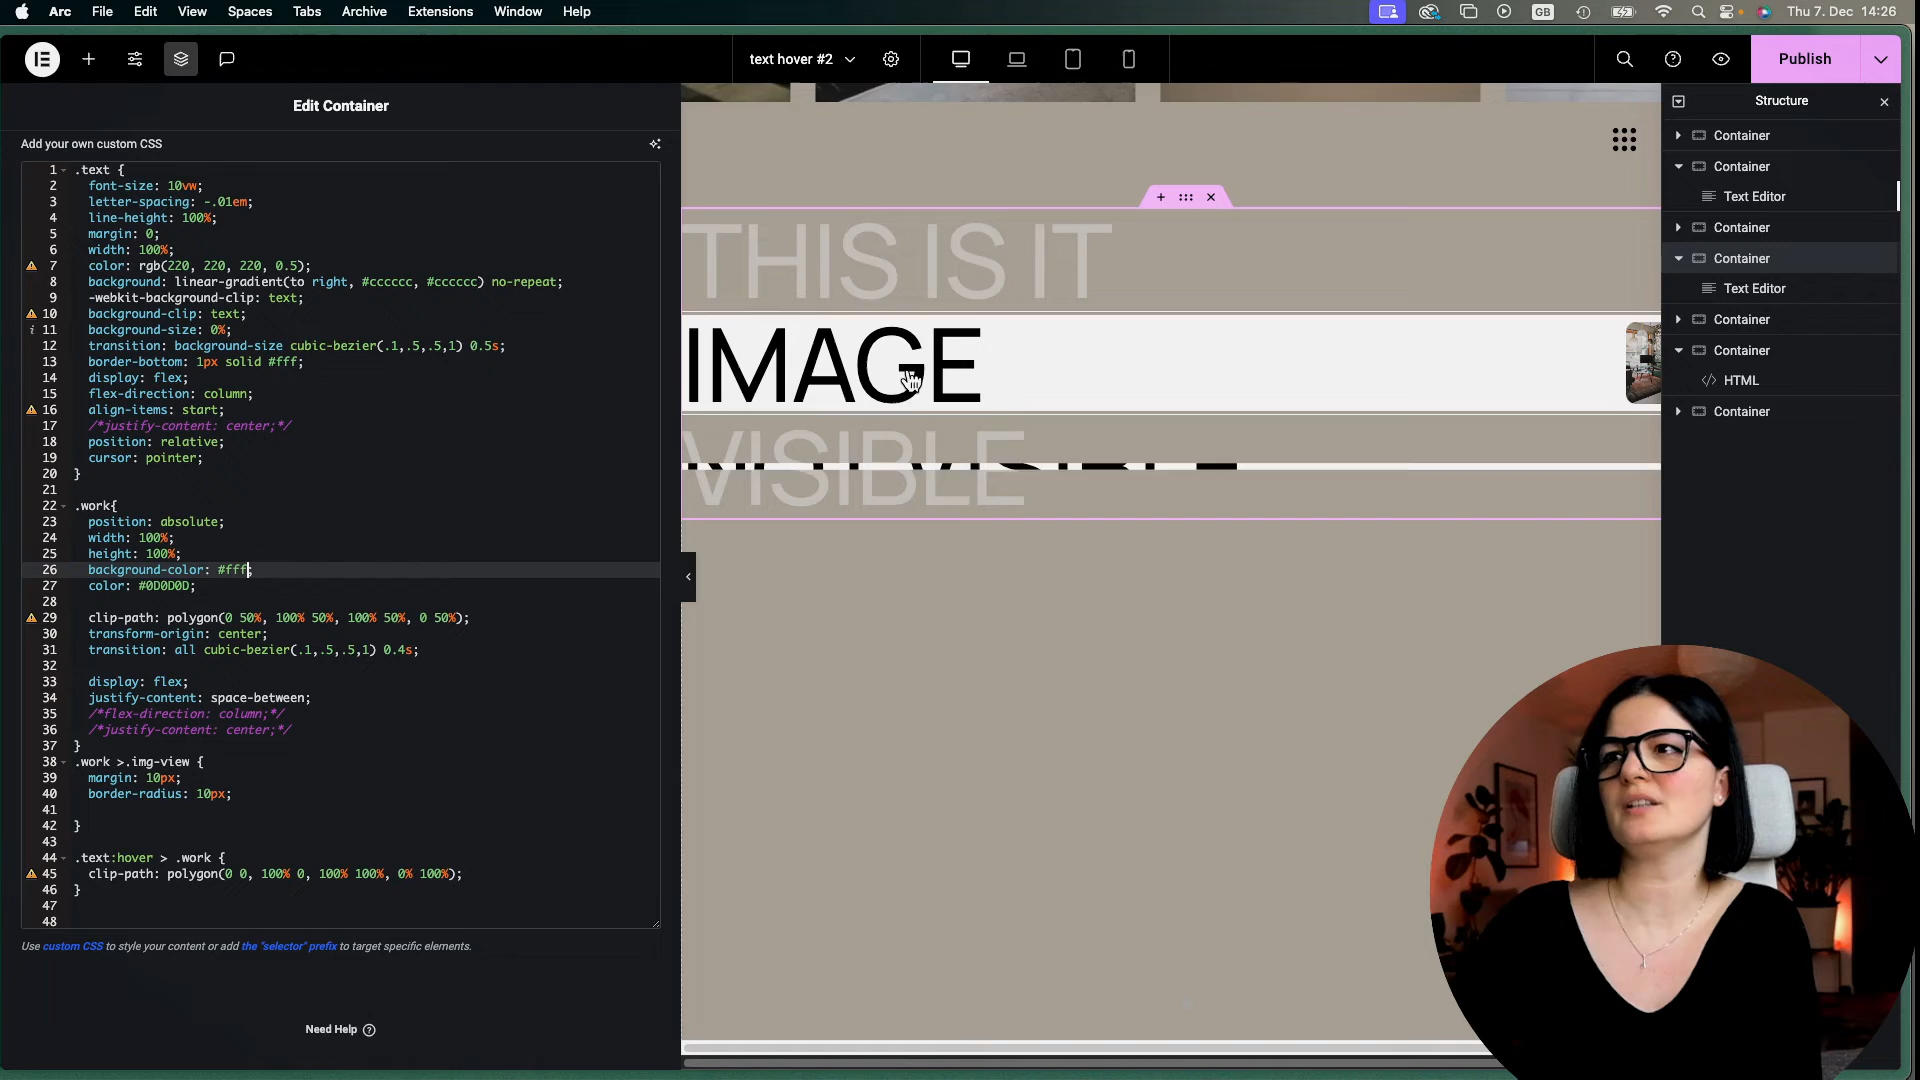 Arc File Edit View Spaces Tabs Archive Extensions Window Help GB Thu 7. Dec 14:26
text hover #2 Publish
Edit Container
Structure
Add your own custom CSS
1 .text {
2 font-size: 10vw;
3 letter-spacing: -.01em;
4 line-height: 100%;
5 margin: 0;
6 width: 100%;
7 color: rgb(220, 220, 220, 0.5);
8 background: linear-gradient(to right, #cccccc, #cccccc) no-repeat;
9 -webkit-background-clip: text;
10 background-clip: text;
11 background-size: 0%;
12 transition: background-size cubic-bezier(.1,.5,.5,1) 0.5s;
13 border-bottom: 1px solid #fff;
14 display: flex;
15 flex-direction: column;
16 align-items: start;
17 /*justify-content: center;*/
18 position: relative;
19 cursor: pointer;
20 }
21
22 .work{
23 position: absolute;
24 width: 100%;
25 height: 100%;
26 background-color: #fff;
27 color: #0D0D0D;
28
29 clip-path: polygon(0 50%, 100% 50%, 100% 50%, 0 50%);
30 transform-origin: center;
31 transition: all cubic-bezier(.1,.5,.5,1) 0.4s;
32
33 display: flex;
34 justify-content: space-between;
35 /*flex-direction: column;*/
36 /*justify-content: center;*/
37 }
38 .work >.img-view {
39 margin: 10px;
40 border-radius: 10px;
41
42 }
43
44 .text:hover > .work {
45 clip-path: polygon(0 0, 100% 0, 100% 100%, 0% 100%);
46 }
47
48
Use custom CSS to style your content or add the "selector" prefix to target specific elements.
Need Help
THIS IS IT
IMAGE
VISIBLE
Container
Container
Text Editor
Container
Container
Text Editor
Container
Container
HTML
Container